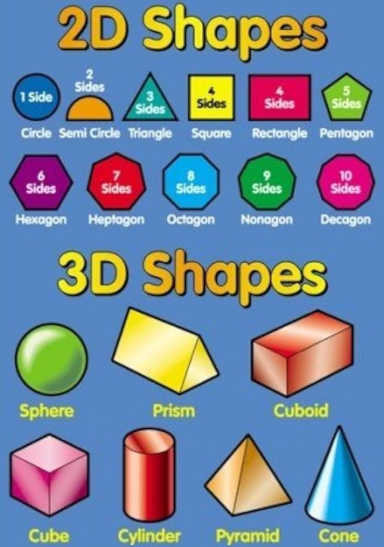 2D Shapes
1 Side
2
Sides
3
Sides
4
Sides
4
Sides
5
Sides
Circle Semi Circle Triangle Square Rectangle Pentagon
6
Sides
7
Sides
8
Sides
9
Sides
10
Sides
Hexagon Heptagon Octagon Nonagon Decagon
3D Shapes
Sphere Prism Cuboid
Cube Cylinder Pyramid Cone